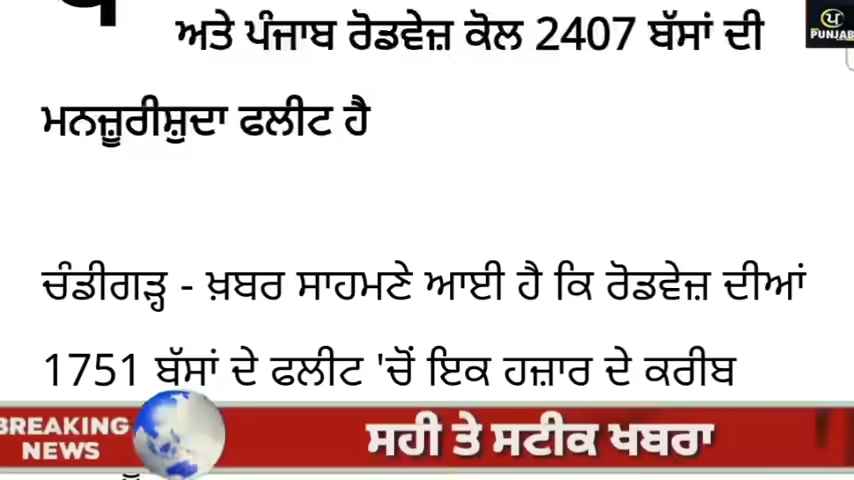 ਅਤੇ ਪੰਜਾਬ ਰੋਡਵੇਜ਼ ਕੋਲ 2407 ਬੱਸਾਂ ਦੀ
ਪ
PUNJAB
ਮਨਜ਼ੂਰੀਸ਼ੁਦਾ ਫਲੀਟ ਹੈ
ਚੰਡੀਗੜ੍ਹ - ਖ਼ਬਰ ਸਾਹਮਣੇ ਆਈ ਹੈ ਕਿ ਰੋਡਵੇਜ਼ ਦੀਆਂ
1751 ਬੱਸਾਂ ਦੇ ਫਲੀਟ 'ਚੋਂ ਇਕ ਹਜ਼ਾਰ ਦੇ ਕਰੀਬ
BREAKING
NEWS
ਸਹੀ ਤੇ ਸਟੀਕ ਖਬਰਾ